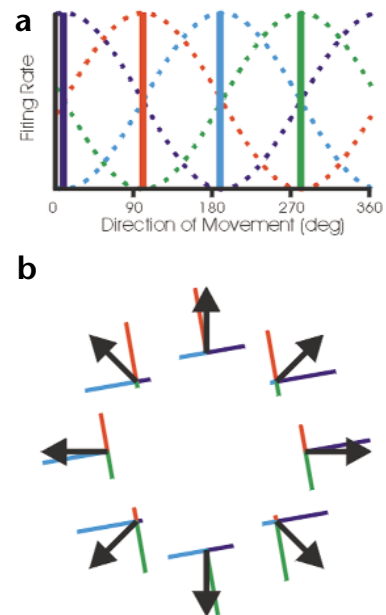 a
Firing Rate
0 90 180 270 360
Direction of Movement (deg)
b